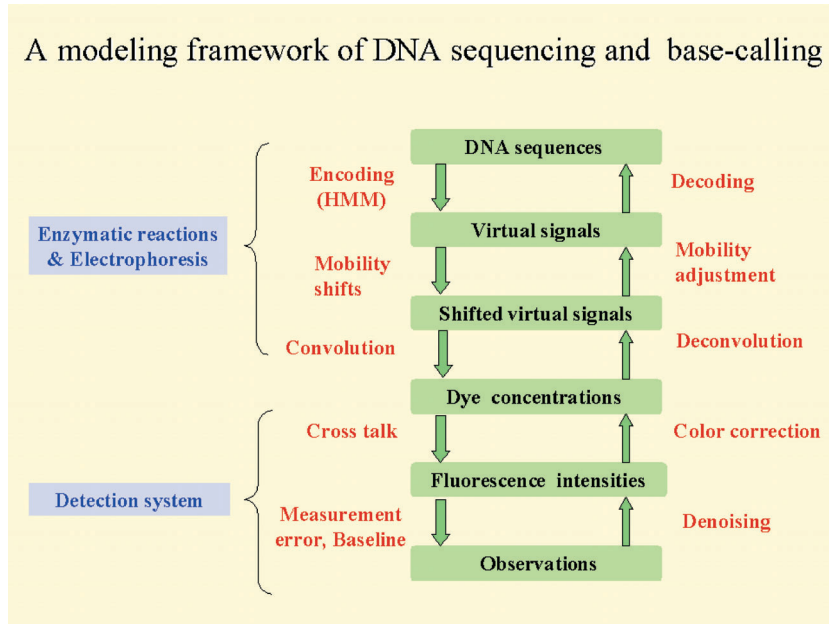 A modeling framework of DNA sequencing and base-calling
DNA sequences
Encoding
(HMM)
Decoding
Virtual signals
Enzymatic reactions
& Electrophoresis
Mobility
shifts
Mobility
adjustment
Shifted virtual signals
Convolution
Deconvolution
Dye concentrations
Cross talk
Color correction
Fluorescence intensities
Detection system
Measurement
error, Baseline
Denoising
Observations